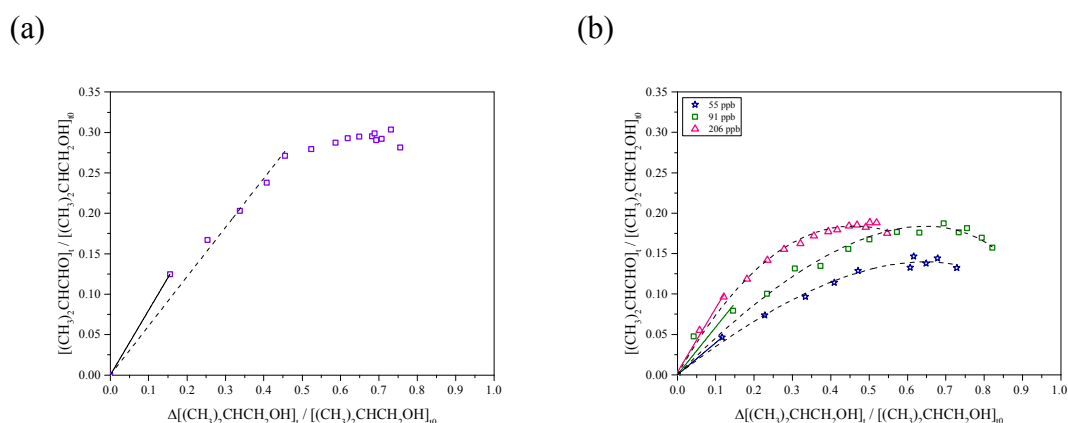 (a)
(b)
0.35
0.30
0.25
0.20
0.15
0.10
0.05
0.00
0.0 0.1 0.2 0.3 0.4 0.5 0.6 0.7 0.8 0.9 1.0
[(CH3)2CHCHO]t / [(CH3)2CHCH2OH]t0
Δ[(CH3)2CHCH2OH]t / [(CH3)2CHCH2OH]t0
55 ppb
91 ppb
206 ppb
0.35
0.30
0.25
0.20
0.15
0.10
0.05
0.00
0.0 0.1 0.2 0.3 0.4 0.5 0.6 0.7 0.8 0.9 1.0
[(CH3)2CHCHO]t / [(CH3)2CHCH2OH]t0
Δ[(CH3)2CHCH2OH]t / [(CH3)2CHCH2OH]t0